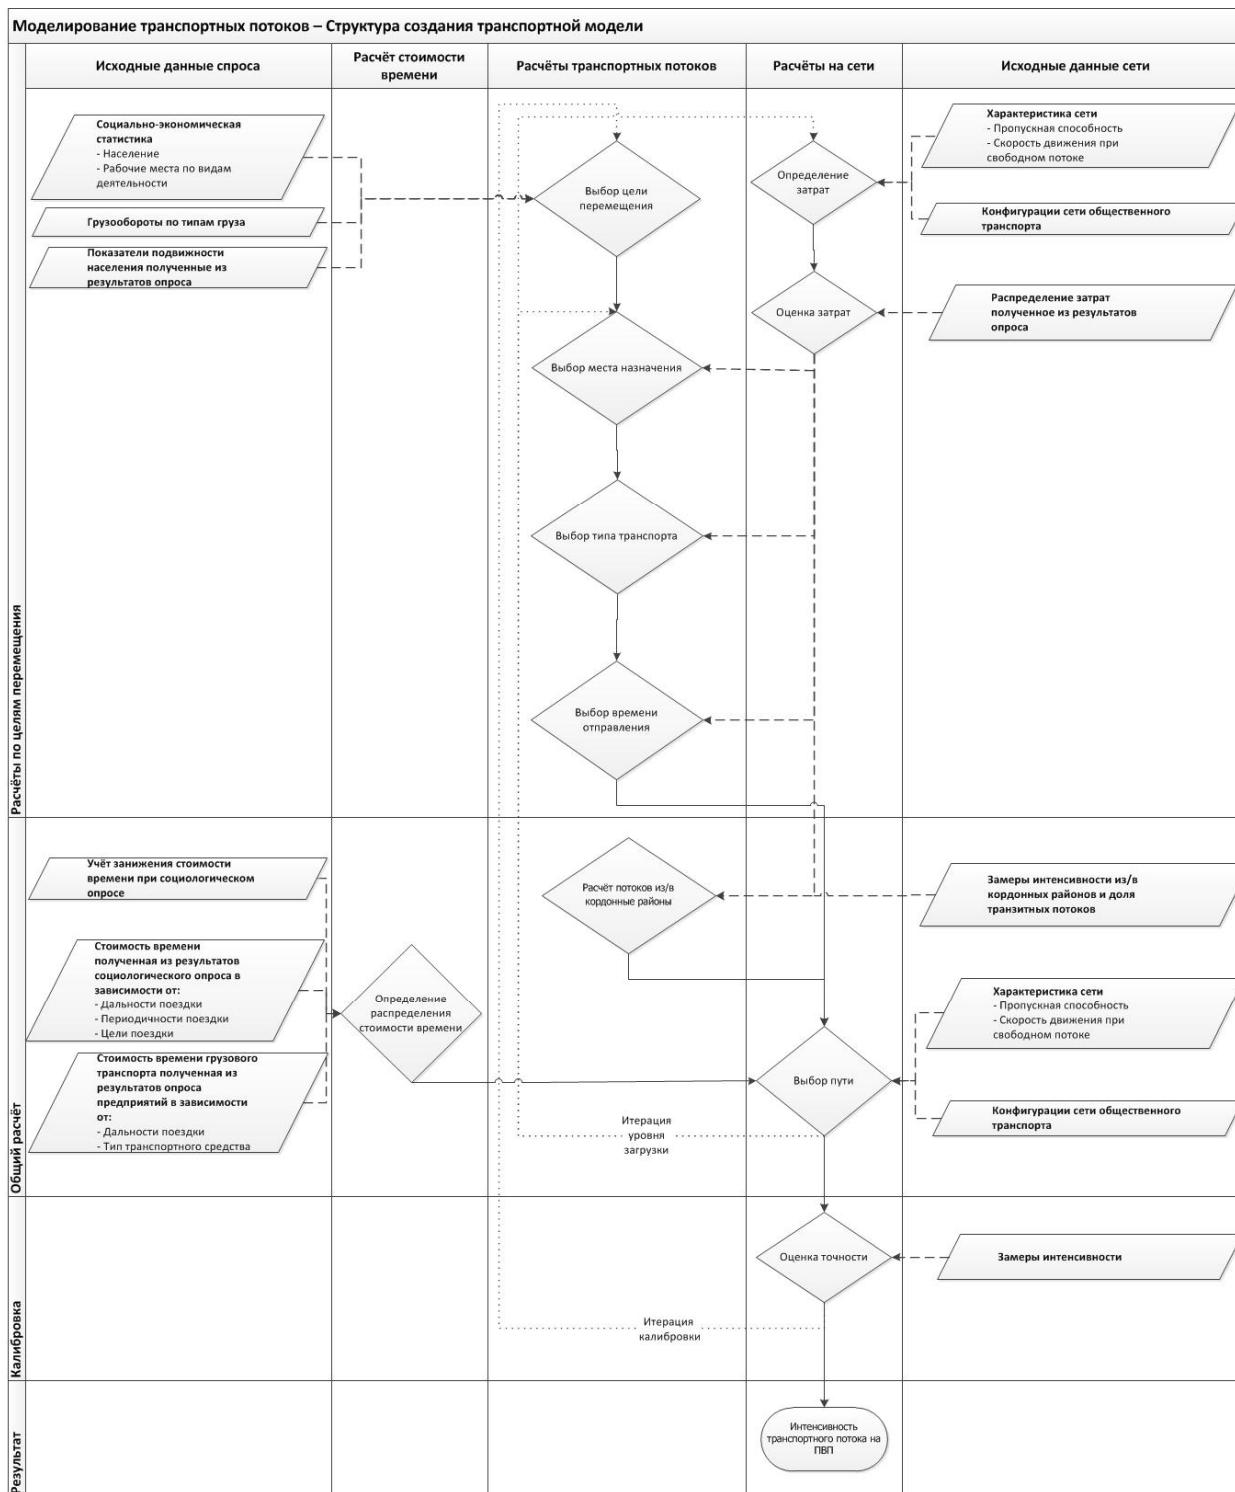 Моделирование транспортных потоков – Структура создания транспортной модели
Исходные данные спроса
Расчёт стоимости
времени
Расчёты транспортных потоков
Расчёты на сети
Исходные данные сети
Расчёты по целям перемещения
Социально-экономическая
статистика
- Население
- Рабочие места по видам
деятельности
Грузообороты по типам груза
Показатели подвижности
населения полученные из
результатов опроса
Выбор цели
перемещения
Определение
затрат
Характеристика сети
- Пропускная способность
- Скорость движения при
свободном потоке
Конфигурации сети общественного
транспорта
Оценка затрат
Распределение затрат
полученное из результатов
опроса
Выбор места назначения
Выбор типа транспорта
Выбор времени
отправления
Общий расчёт
Учёт занижения стоимости
времени при социологическом
опросе
Стоимость времени
полученная из результатов
социологического опроса в
зависимости от:
- Дальности поездки
- Периодичности поездки
- Цели поездки
Стоимость времени грузового
транспорта полученная из
результатов опроса
предприятий в зависимости
от:
- Дальности поездки
- Тип транспортного средства
Определение
распределения
стоимости времени
Расчёт потоков из/в
кордонные районы
Замеры интенсивности из/в
кордонных районов и доля
транзитных потоков
Характеристика сети
- Пропускная способность
- Скорость движения при
свободном потоке
Выбор пути
Конфигурации сети общественного
транспорта
Итерация
уровня
загрузки
Калибровка
Оценка точности
Замеры интенсивности
Итерация
калибровки
Результат
Интенсивность
транспортного потока на
ПВП